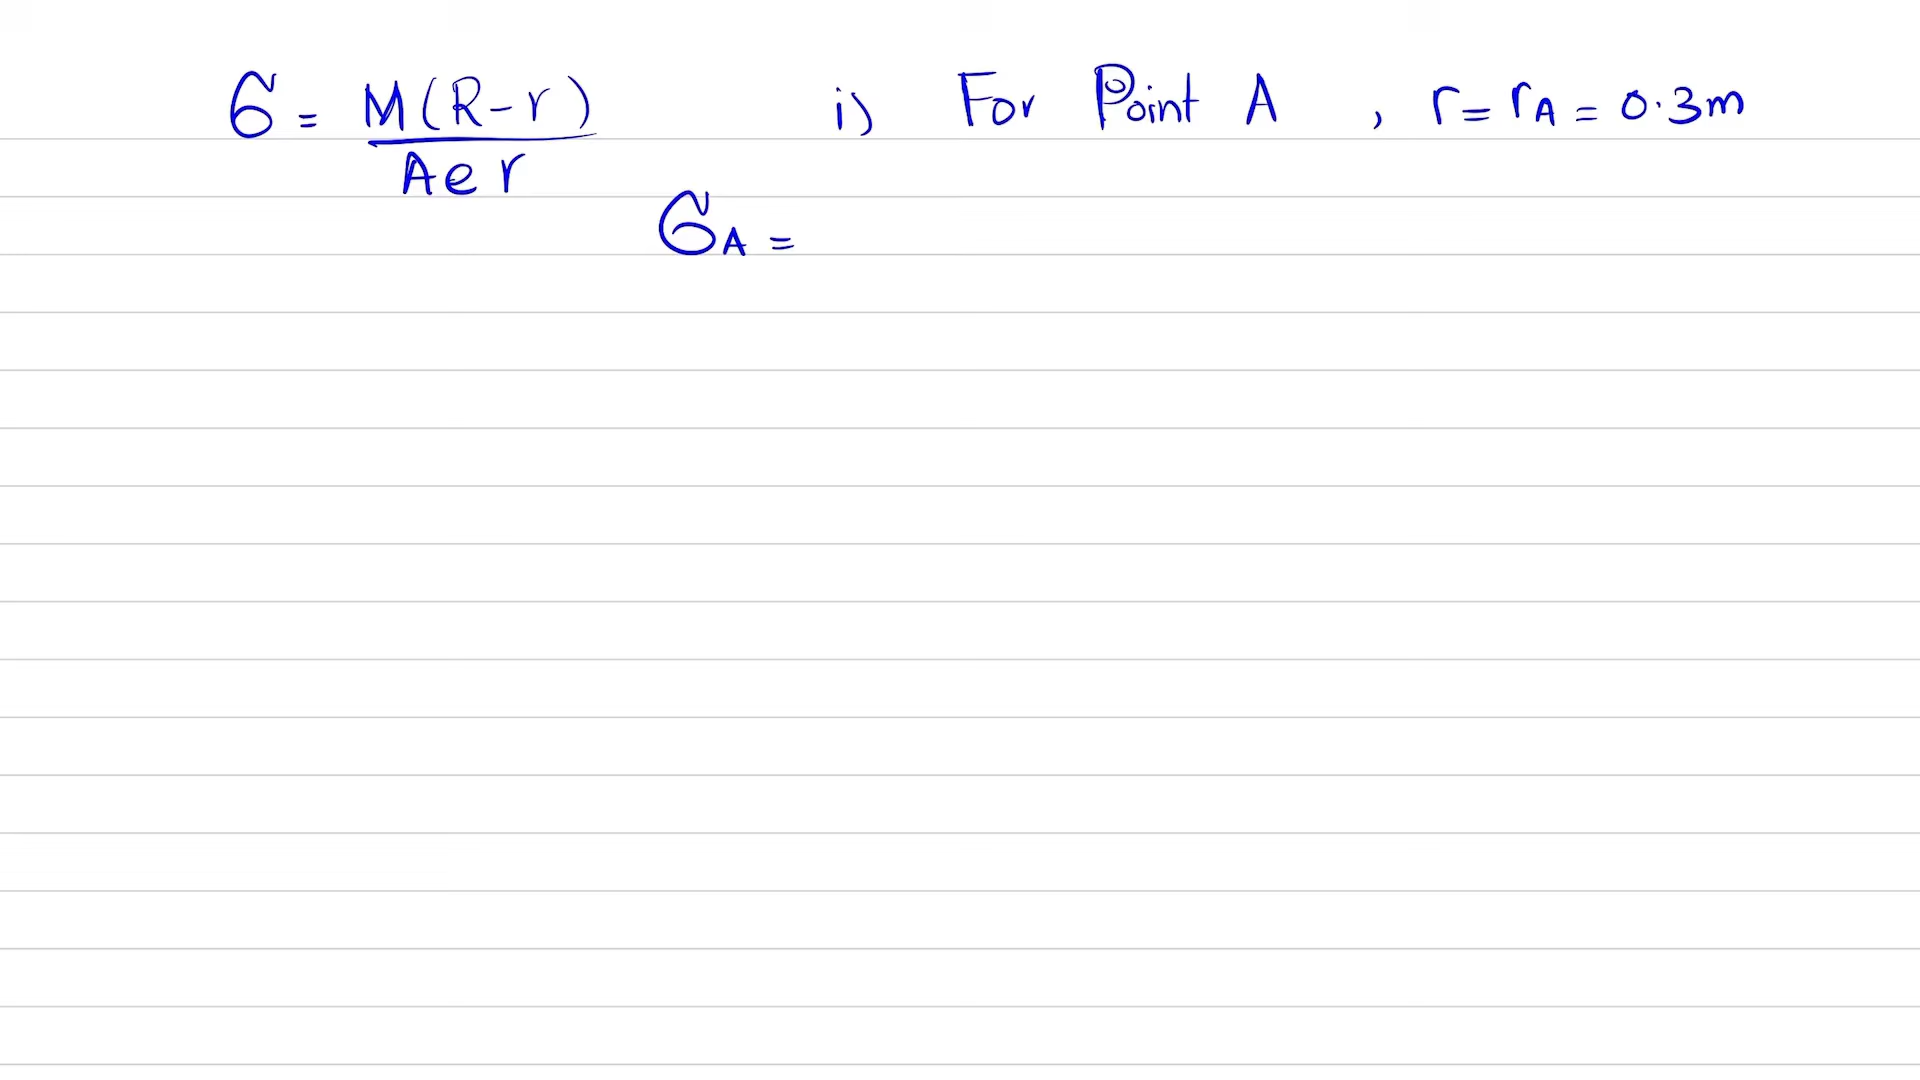 σ = M(R-r) / Aer
i) For Point A , r = rA = 0.3m
σA =